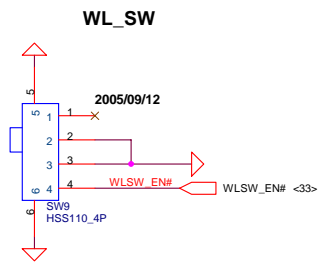 WL_SW
5
5
2005/09/12
1 1
2 2
3 3
4 4
WLSW_EN#
WLSW_EN# <33>
6
6
SW9
HSS110_4P